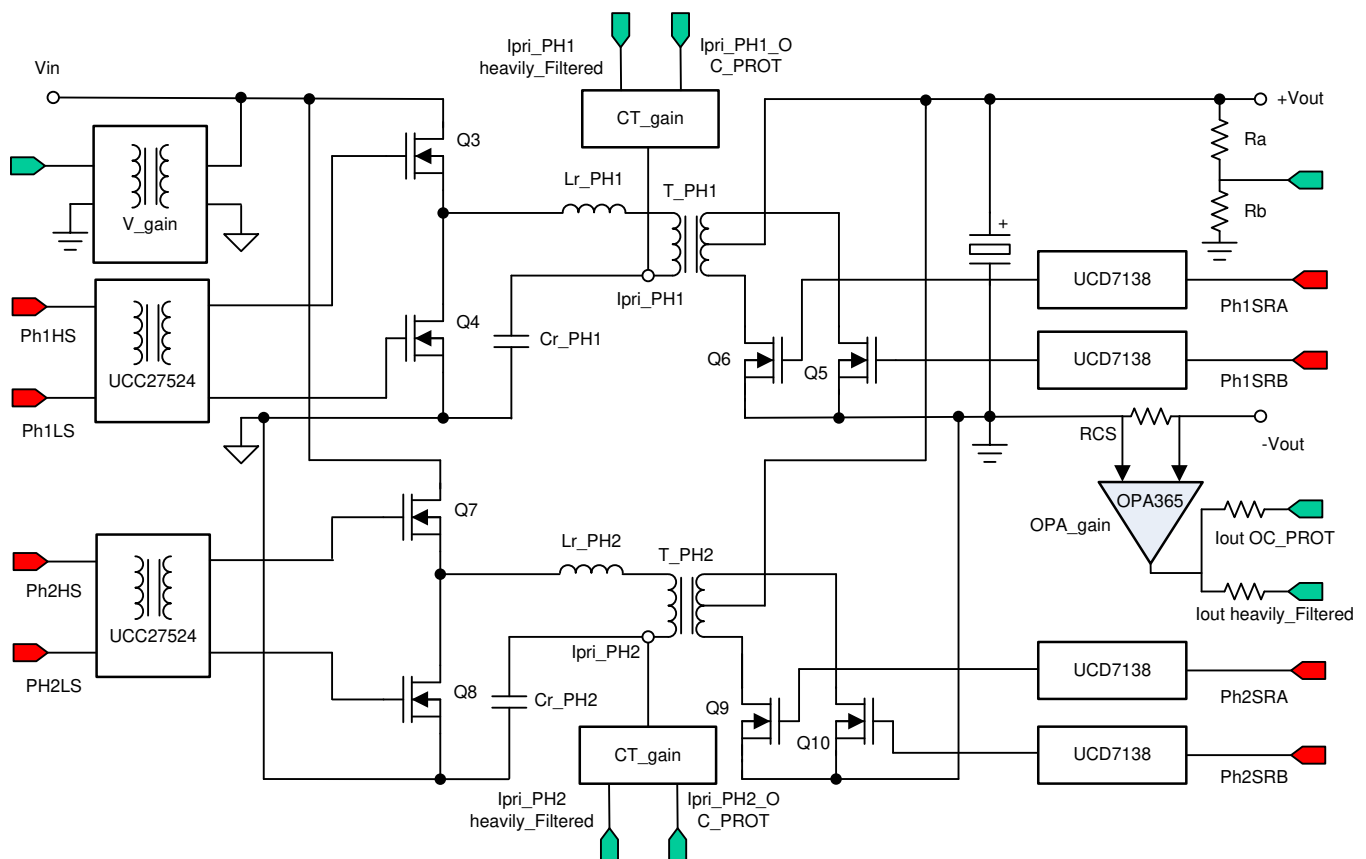 Ipri_PH1
heavily_Filtered
Ipri_PH1_O
C_PROT
Vin
CT_gain
+Vout
Q3
Ra
Lr_PH1
T_PH1
Rb
V_gain
+
UCD7138
Ph1SRA
Ipri_PH1
Ph1HS
Q4
Cr_PH1
Q6
Q5
UCD7138
Ph1SRB
UCC27524
Ph1LS
RCS
-Vout
Q7
OPA365
OPA_gain
Iout OC_PROT
Lr_PH2
T_PH2
Ph2HS
UCC27524
Iout heavily_Filtered
Ipri_PH2
PH2LS
Q8
Cr_PH2
Q9
Q10
UCD7138
Ph2SRA
CT_gain
UCD7138
Ph2SRB
Ipri_PH2
heavily_Filtered
Ipri_PH2_O
C_PROT